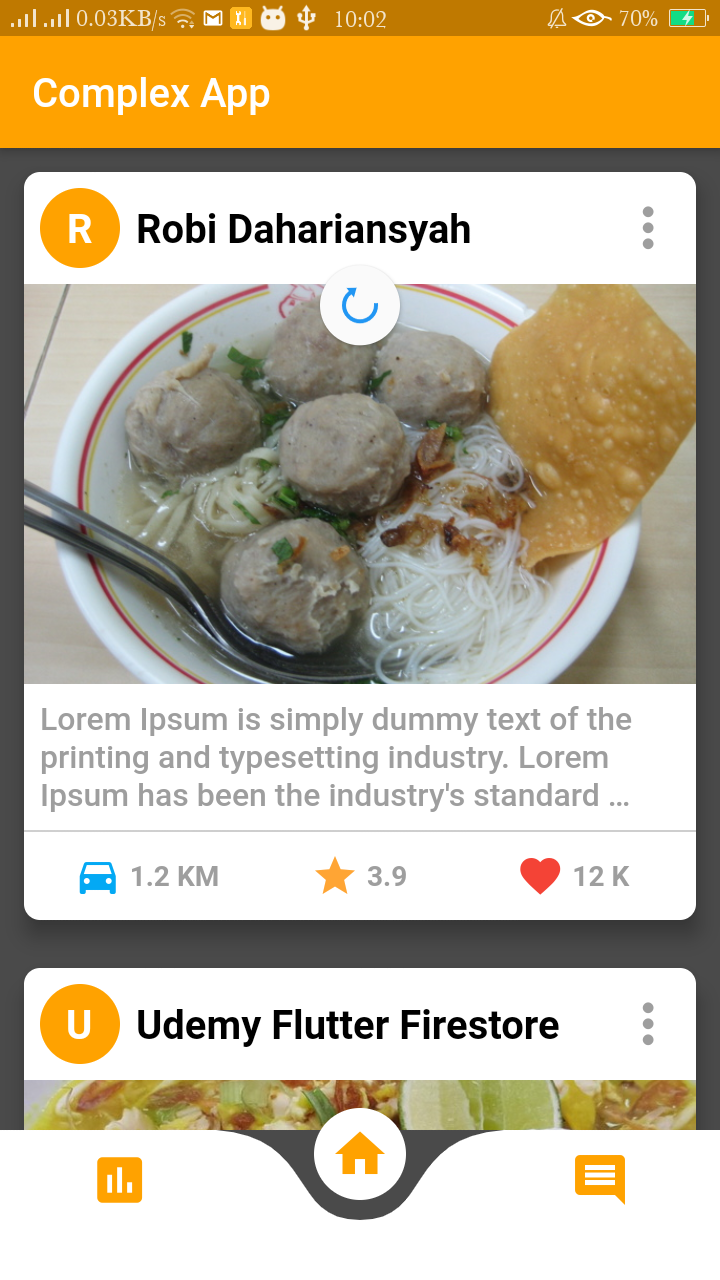 0.03KB/s 10:02 70%
Complex App
R Robi Dahariansyah
Lorem Ipsum is simply dummy text of the
printing and typesetting industry. Lorem
Ipsum has been the industry's standard ...
1.2 KM 3.9 12 K
U Udemy Flutter Firestore